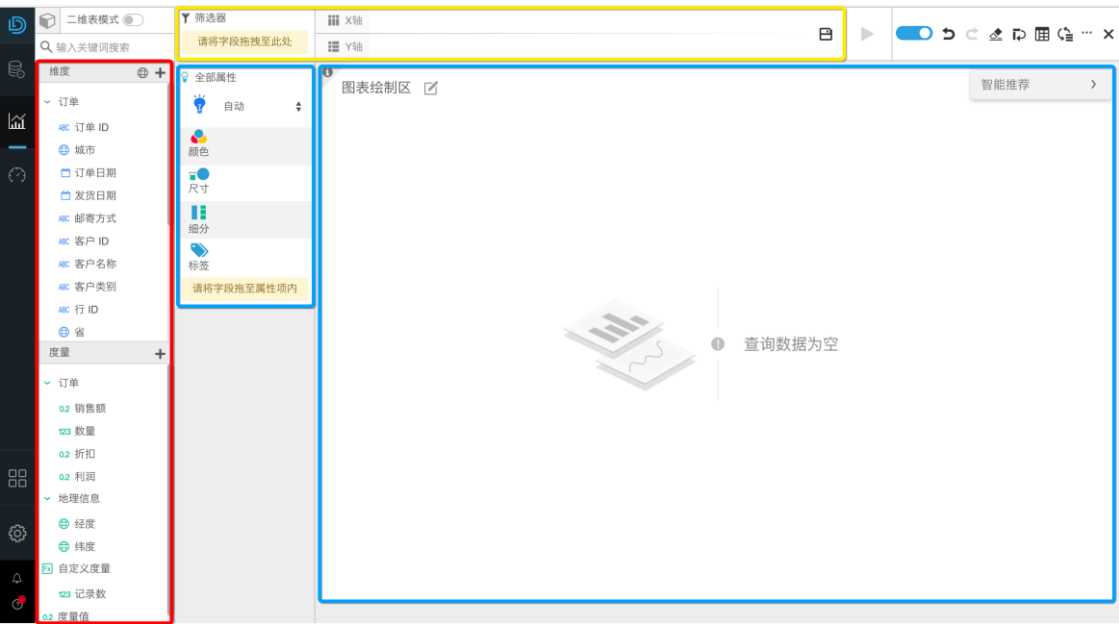 二维表模式
输入关键词搜索
维度
订单
ABC 订单 ID
城市
订单日期
发货日期
ABC 邮寄方式
ABC 客户 ID
ABC 客户名称
ABC 客户类别
ABC 行 ID
省
度量
订单
0.2 销售额
123 数量
0.2 折扣
0.2 利润
地理信息
经度
纬度
Fx 自定义度量
123 记录数
0.2 度量值
筛选器
请将字段拖拽至此处
X轴
Y轴
全部属性
自动
颜色
尺寸
细分
标签
请将字段拖至属性项内
图表绘制区
智能推荐
查询数据为空